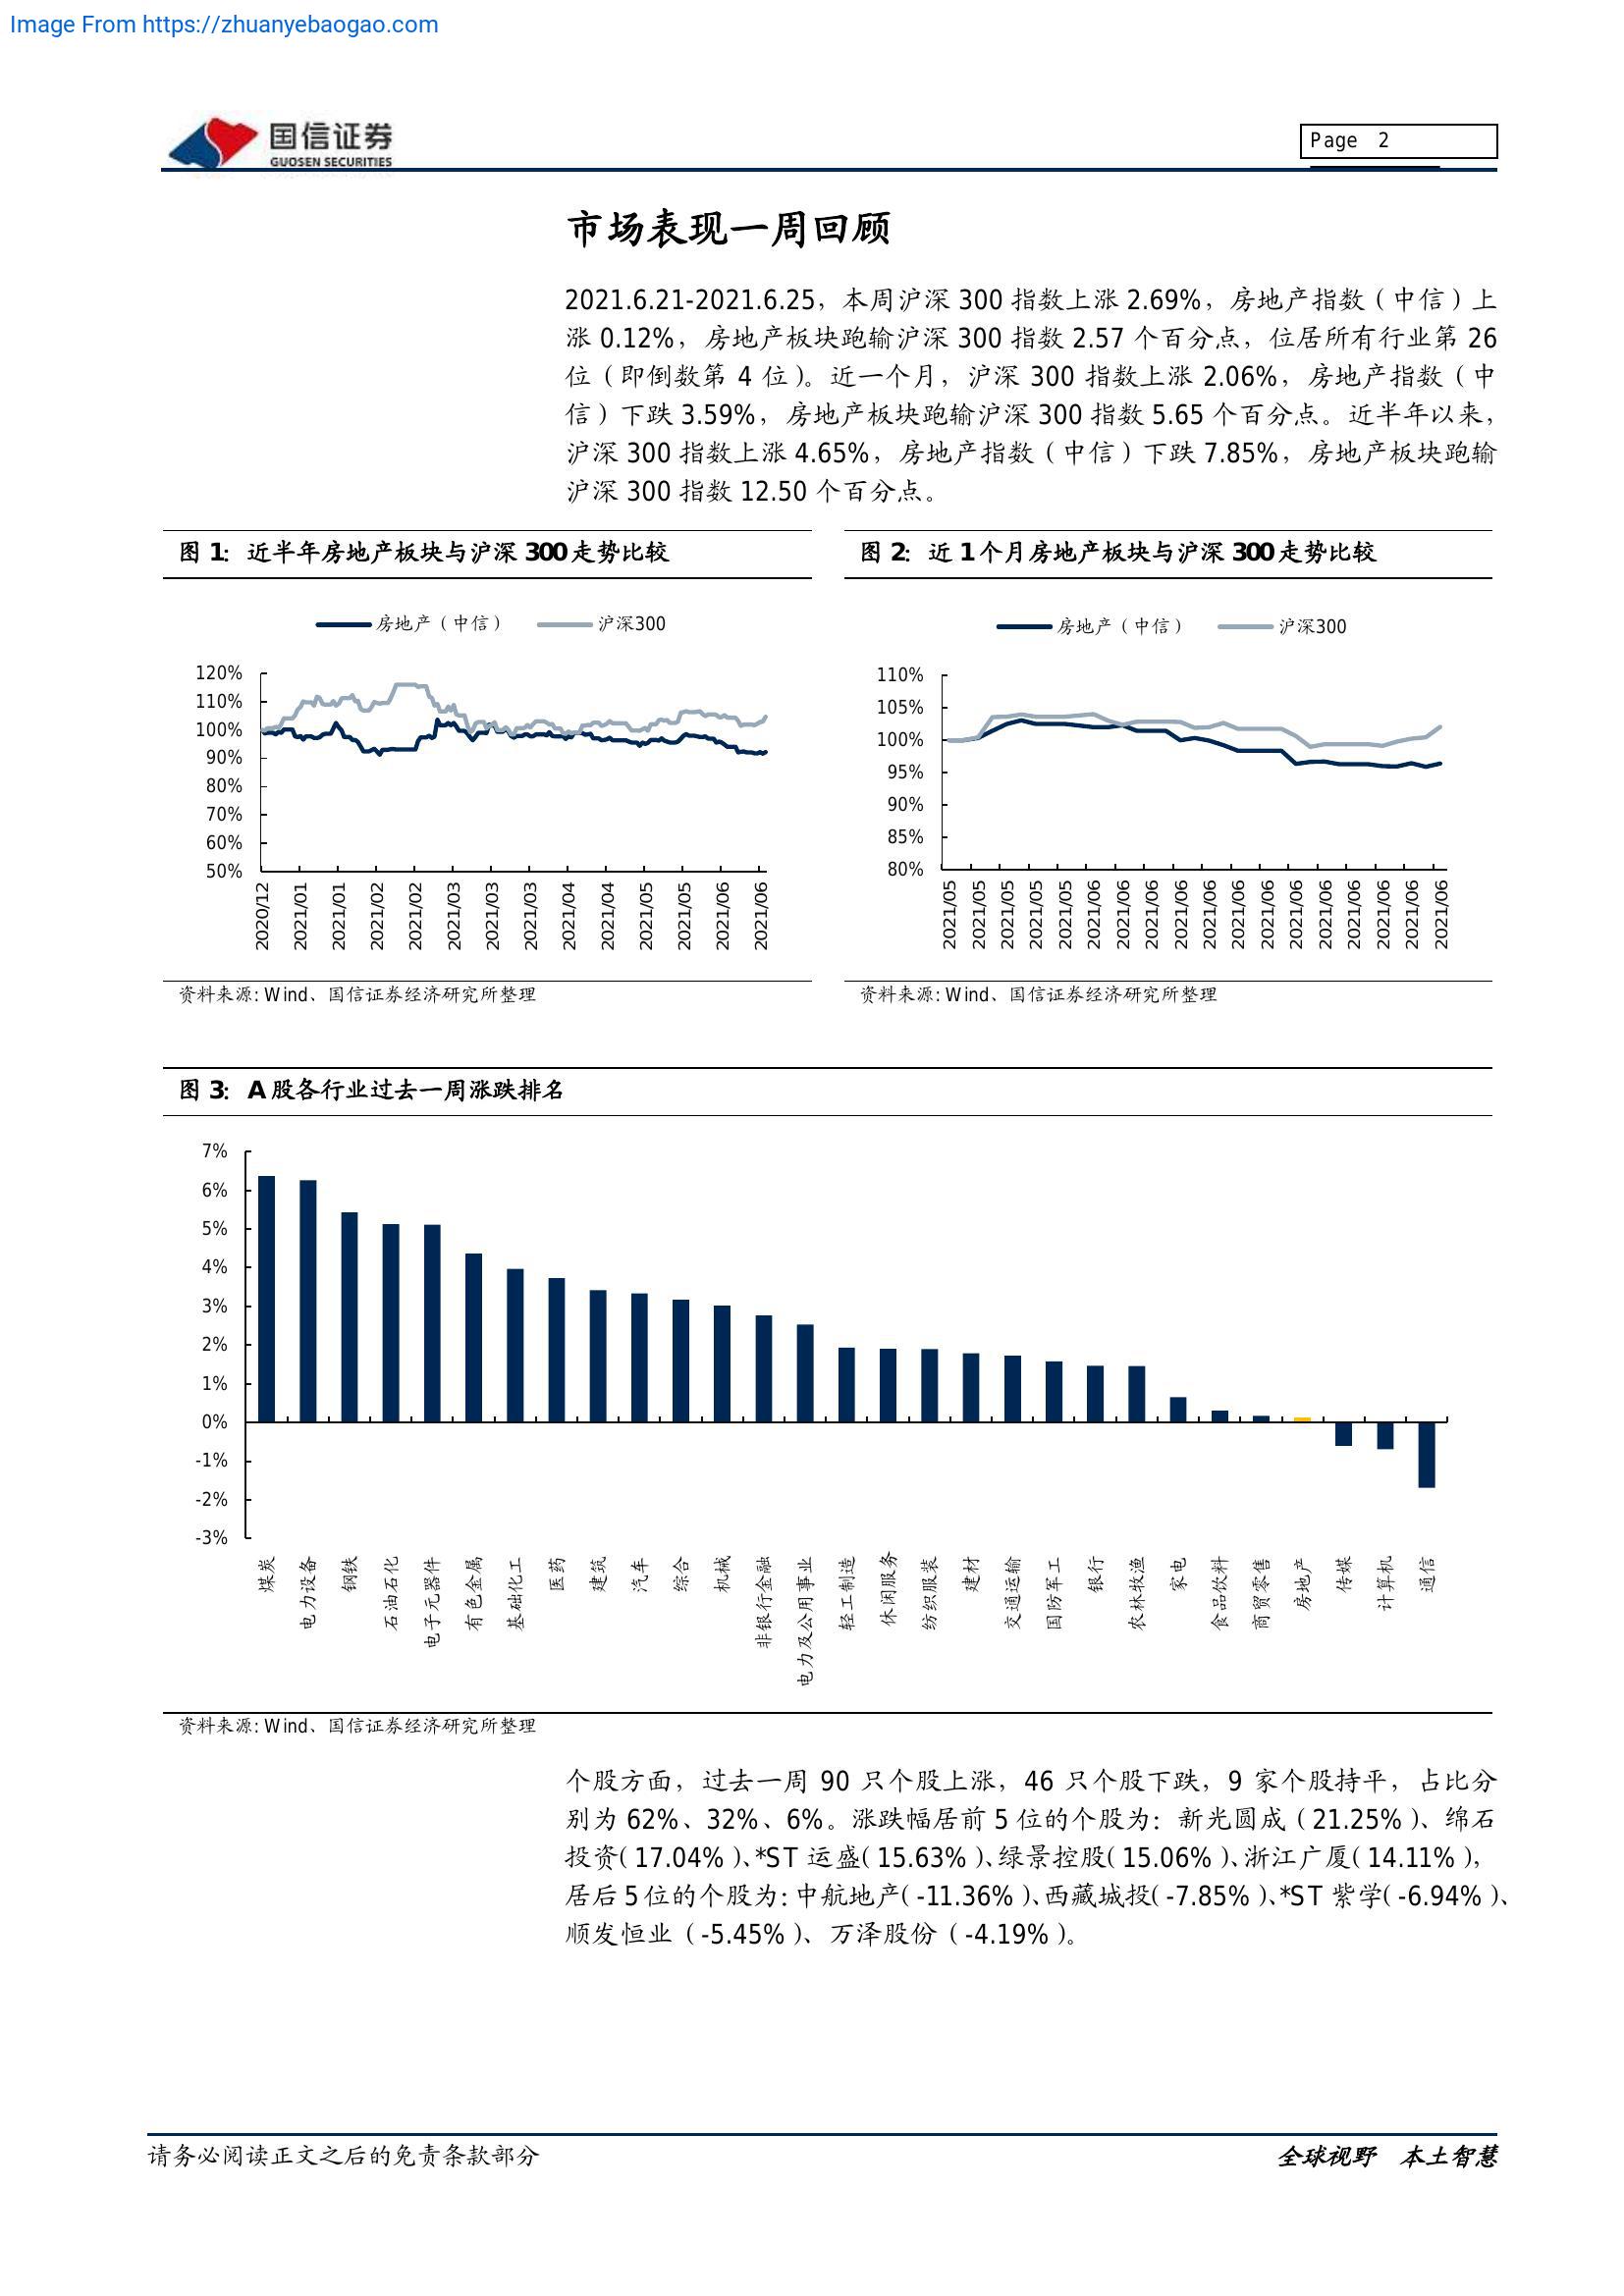 Image From https://zhuanyebaogao.com
国信证券
GUOSEN SECURITIES
Page 2
市场表现一周回顾
2021.6.21-2021.6.25，本周沪深 300 指数上涨 2.69%，房地产指数（中信）上
涨 0.12%，房地产板块跑输沪深 300 指数 2.57 个百分点，位居所有行业第 26
位（即倒数第 4 位）。近一个月，沪深 300 指数上涨 2.06%，房地产指数（中
信）下跌 3.59%，房地产板块跑输沪深 300 指数 5.65 个百分点。近半年以来，
沪深 300 指数上涨 4.65%，房地产指数（中信）下跌 7.85%，房地产板块跑输
沪深 300 指数 12.50 个百分点。
图 1：近半年房地产板块与沪深 300 走势比较
房地产（中信） 沪深300
120%
110%
100%
90%
80%
70%
60%
50%
2020/12 2021/01 2021/01 2021/02 2021/02 2021/03 2021/03 2021/03 2021/04 2021/04 2021/05 2021/05 2021/06 2021/06
资料来源: Wind、国信证券经济研究所整理
图 2：近 1 个月房地产板块与沪深 300 走势比较
房地产（中信） 沪深300
110%
105%
100%
95%
90%
85%
80%
2021/05 2021/05 2021/05 2021/05 2021/05 2021/06 2021/06 2021/06 2021/06 2021/06 2021/06 2021/06 2021/06 2021/06 2021/06 2021/06 2021/06 2021/06
资料来源: Wind、国信证券经济研究所整理
图 3：A 股各行业过去一周涨跌排名
7%
6%
5%
4%
3%
2%
1%
0%
-1%
-2%
-3%
煤炭 电力设备 钢铁 石油石化 电子元器件 有色金属 基础化工 医药 建筑 汽车 综合 机械 非银行金融 电力及公用事业 轻工制造 休闲服务 纺织服装 建材 交通运输 国防军工 银行 农林牧渔 家电 食品饮料 商贸零售 房地产 传媒 计算机 通信
资料来源: Wind、国信证券经济研究所整理
个股方面，过去一周 90 只个股上涨，46 只个股下跌，9 家个股持平，占比分
别为 62%、32%、6%。涨跌幅居前 5 位的个股为：新光圆成（21.25%）、绵石
投资（17.04%）、*ST 运盛（15.63%）、绿景控股（15.06%）、浙江广厦（14.11%），
居后 5 位的个股为：中航地产（-11.36%）、西藏城投（-7.85%）、*ST 紫学（-6.94%）、
顺发恒业（-5.45%）、万泽股份（-4.19%）。
请务必阅读正文之后的免责条款部分
全球视野 本土智慧